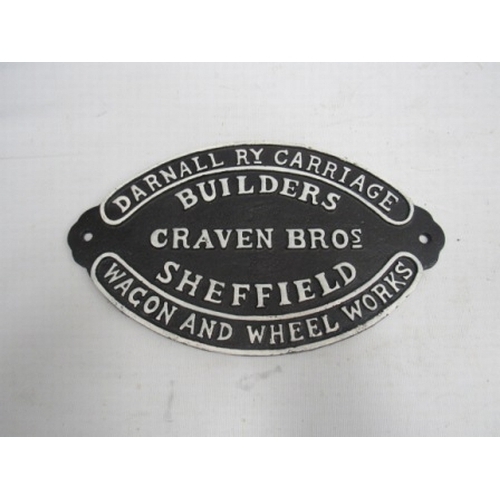 DARNALL RY CARRIAGE
BUILDERS
CRAVEN BROS
SHEFFIELD
WAGON AND WHEEL WORKS